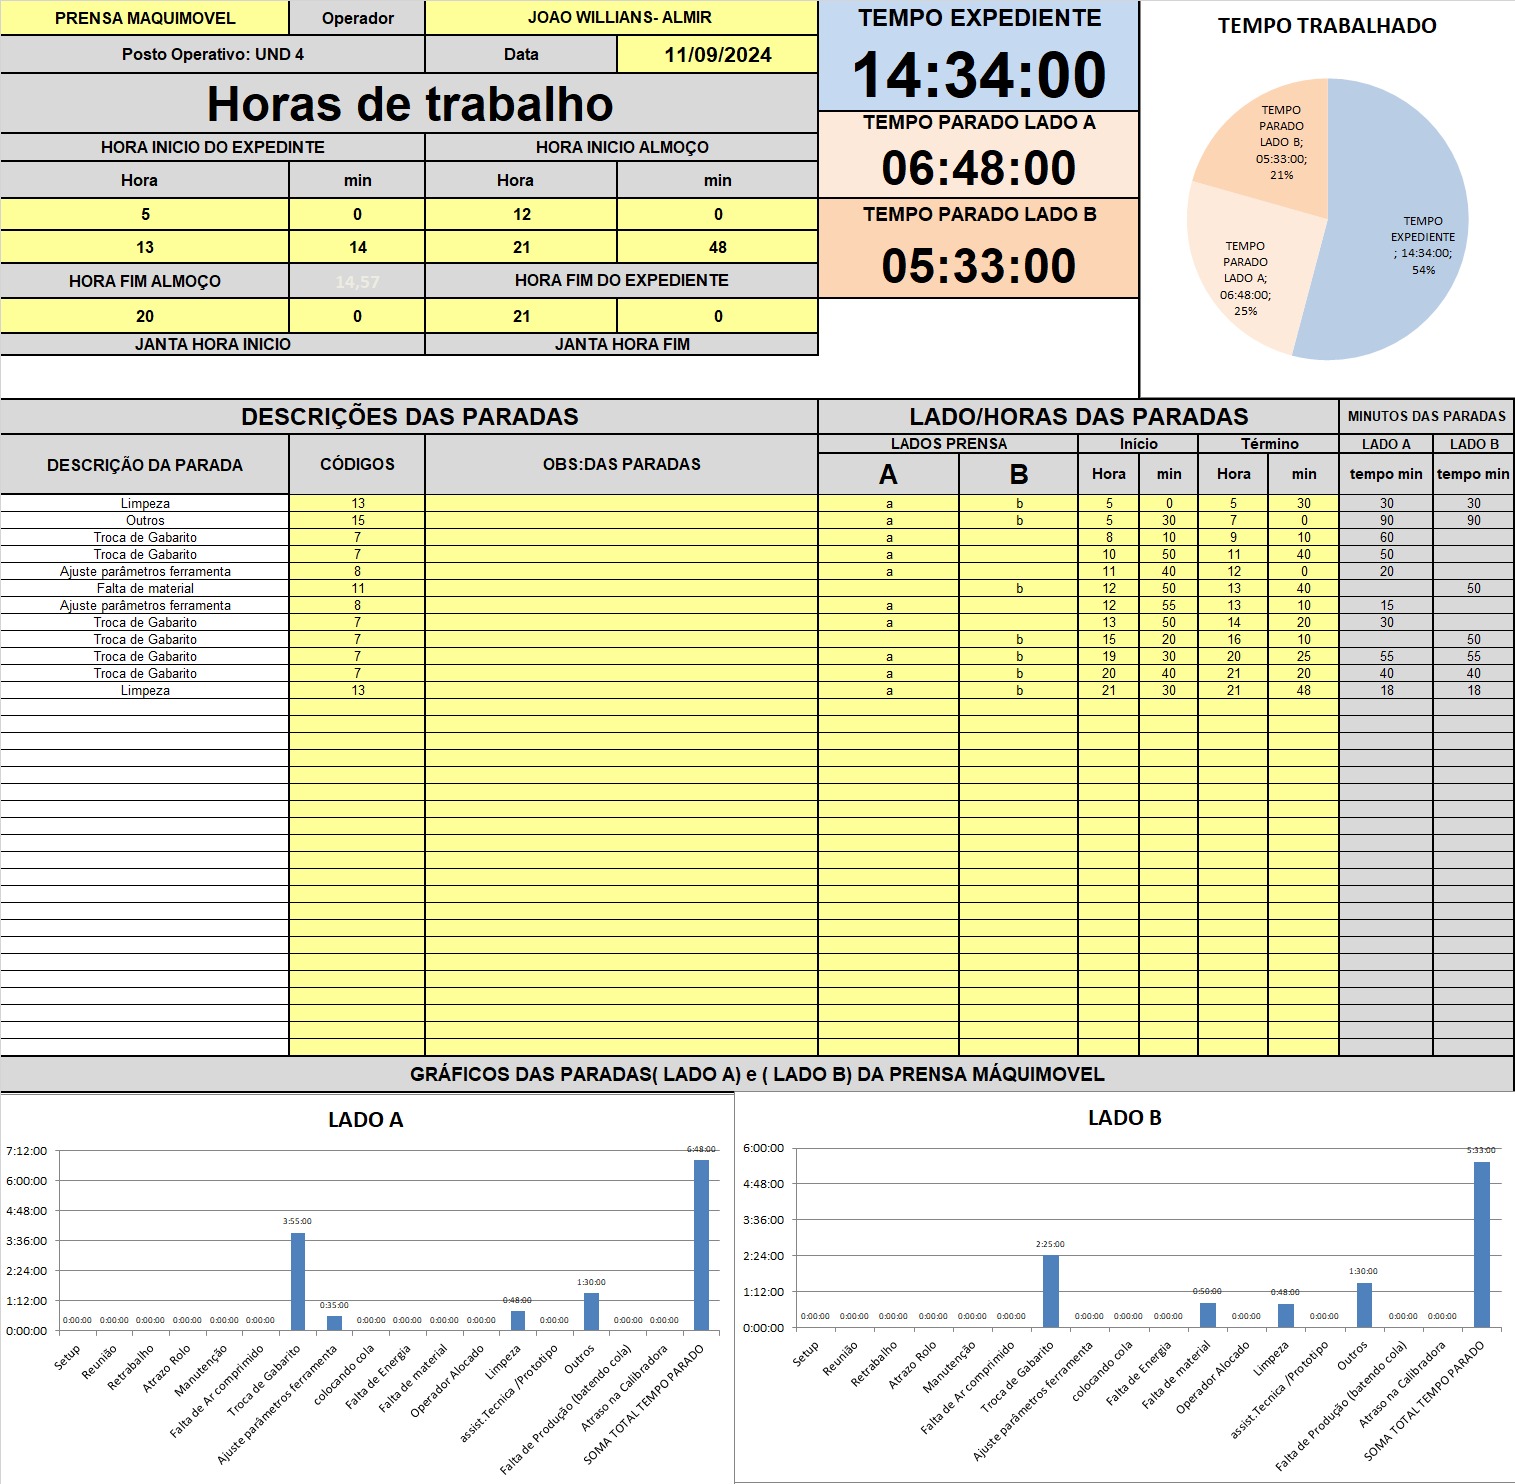 PRENSA MAQUIMOVEL Operador JOAO WILLIANS- ALMIR
Posto Operativo: UND 4 Data 11/09/2024
Horas de trabalho
HORA INICIO DO EXPEDINTE HORA INICIO ALMOÇO
Hora min Hora min
5 0 12 0
13 14 21 48
HORA FIM ALMOÇO 14,57 HORA FIM DO EXPEDIENTE
20 0 21 0
JANTA HORA INICIO JANTA HORA FIM
TEMPO EXPEDIENTE
14:34:00
TEMPO PARADO LADO A
06:48:00
TEMPO PARADO LADO B
05:33:00
TEMPO TRABALHADO
TEMPO
PARADO
LADO B;
05:33:00;
21%
TEMPO
EXPEDIENTE
; 14:34:00;
54%
TEMPO
PARADO
LADO A;
06:48:00;
25%
DESCRIÇÕES DAS PARADAS LADO/HORAS DAS PARADAS MINUTOS DAS PARADAS
DESCRIÇÃO DA PARADA CÓDIGOS OBS:DAS PARADAS LADOS PRENSA Início Término LADO A LADO B
A B Hora min Hora min tempo min tempo min
Limpeza 13 a b 5 0 5 30 30 30
Outros 15 a b 5 30 7 0 90 90
Troca de Gabarito 7 a 8 10 9 10 60
Troca de Gabarito 7 a 10 50 11 40 50
Ajuste parâmetros ferramenta 8 a 11 40 12 0 20
Falta de material 11 b 12 50 13 40 50
Ajuste parâmetros ferramenta 8 a 12 55 13 10 15
Troca de Gabarito 7 a 13 50 14 20 30
Troca de Gabarito 7 b 15 20 16 10 50
Troca de Gabarito 7 a b 19 30 20 25 55 55
Troca de Gabarito 7 a b 20 40 21 20 40 40
Limpeza 13 a b 21 30 21 48 18 18
GRÁFICOS DAS PARADAS( LADO A) e ( LADO B) DA PRENSA MÁQUIMOVEL
LADO A
7:12:00
6:00:00
4:48:00
3:36:00
2:24:00
1:12:00
0:00:00
0:00:00 0:00:00 0:00:00 0:00:00 0:00:00 0:00:00 3:55:00 0:35:00 0:00:00 0:00:00 0:00:00 0:00:00 0:48:00 0:00:00 1:30:00 0:00:00 0:00:00 6:48:00
Setup
Reunião
Retrabalho
Atrazo Rolo
Manutenção
Falta de Ar comprimido
Troca de Gabarito
Ajuste parâmetros ferramenta
colocando cola
Falta de Energia
Falta de material
Operador Alocado
Limpeza
assist.Tecnica /Prototipo
Outros
Falta de Produção (batendo cola)
Atraso na Calibradora
SOMA TOTAL TEMPO PARADO
LADO B
6:00:00
4:48:00
3:36:00
2:24:00
1:12:00
0:00:00
0:00:00 0:00:00 0:00:00 0:00:00 0:00:00 0:00:00 2:25:00 0:00:00 0:00:00 0:00:00 0:50:00 0:00:00 0:48:00 0:00:00 1:30:00 0:00:00 0:00:00 5:33:00
Setup
Reunião
Retrabalho
Atrazo Rolo
Manutenção
Falta de Ar comprimido
Troca de Gabarito
Ajuste parâmetros ferramenta
colocando cola
Falta de Energia
Falta de material
Operador Alocado
Limpeza
assist.Tecnica /Prototipo
Outros
Falta de Produção (batendo cola)
Atraso na Calibradora
SOMA TOTAL TEMPO PARADO